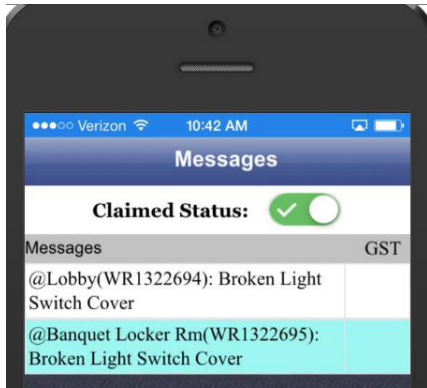 Verizon 10:42 AM
Messages
Claimed Status:
Messages GST
@Lobby(WR1322694): Broken Light
Switch Cover
@Banquet Locker Rm(WR1322695):
Broken Light Switch Cover